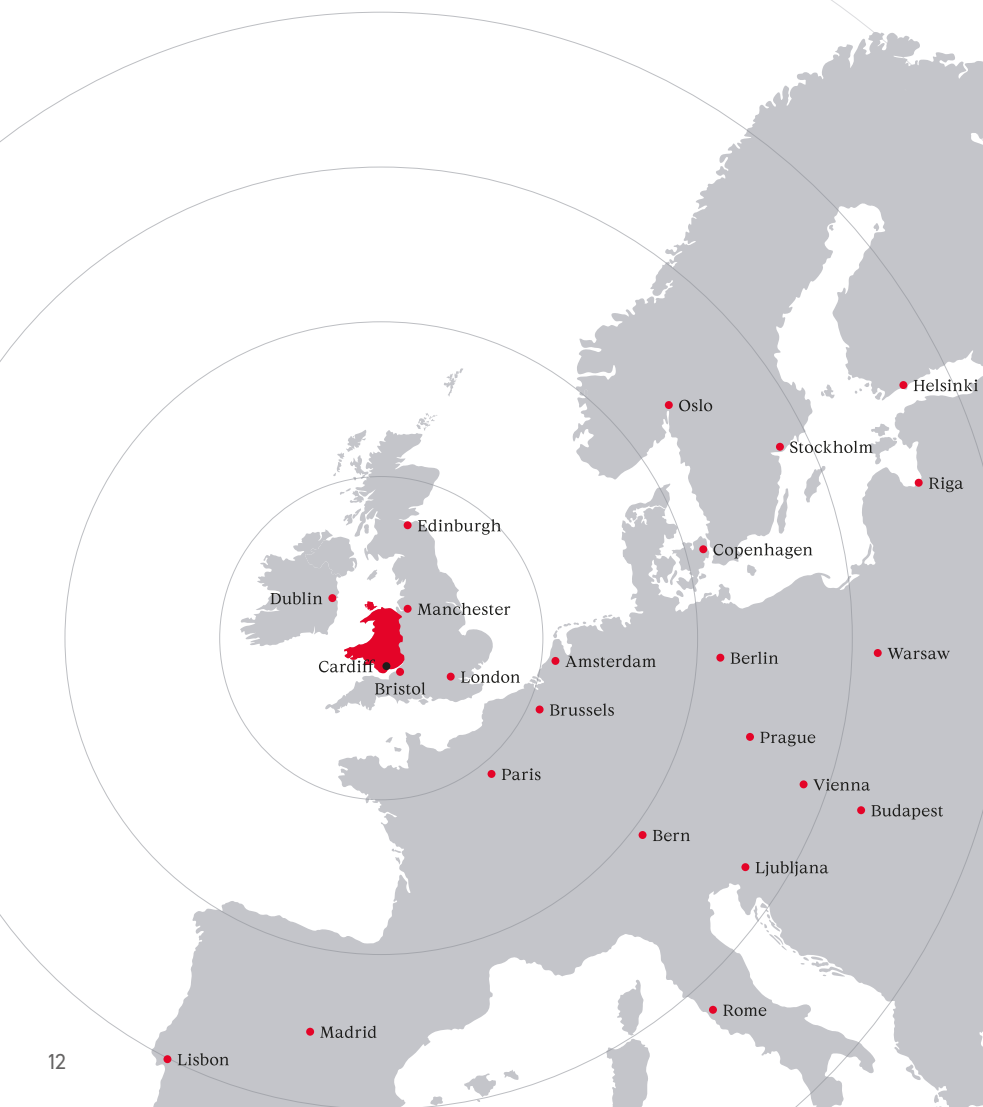 Helsinki
Oslo
Stockholm
Riga
Edinburgh
Copenhagen
Dublin
Manchester
Warsaw
Berlin
Amsterdam
Cardiff
London
Bristol
Brussels
Prague
Paris
Vienna
Budapest
Bern
Ljubljana
Rome
Madrid
Lisbon
12